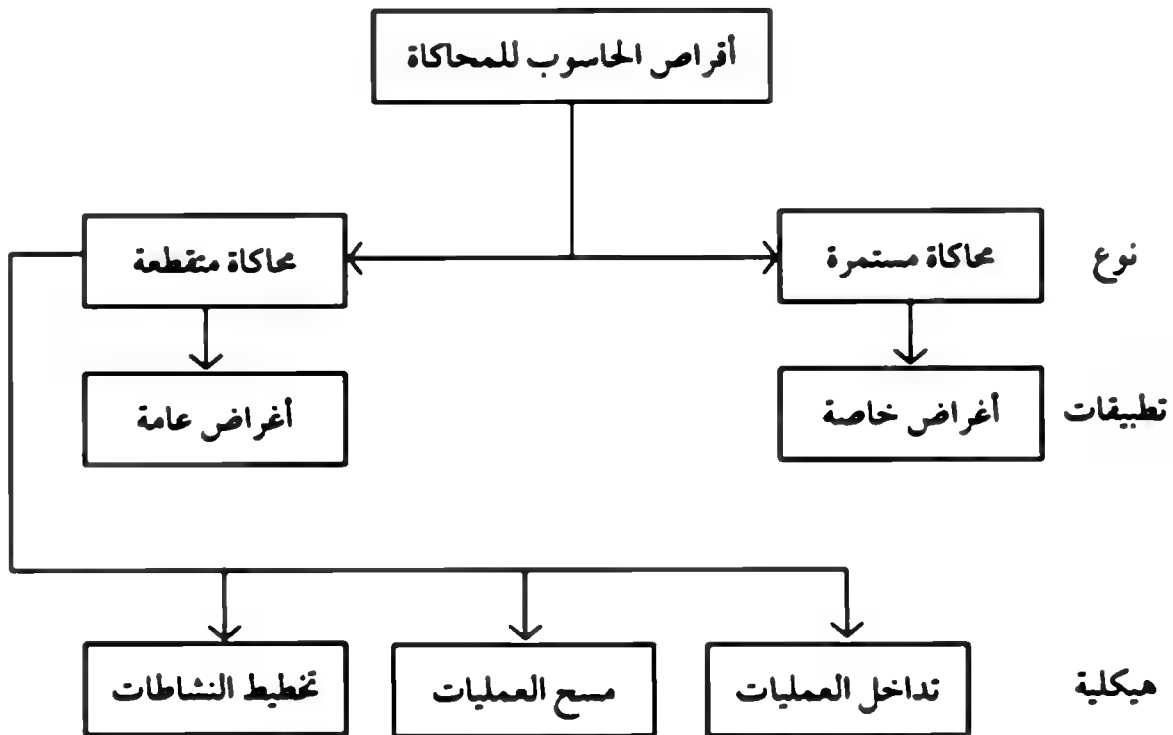 أقراص الحاسوب للمحاكاة
نوع
محاكاة مستمرة
محاكاة متقطعة
تطبيقات
أغراض خاصة
أغراض عامة
هيكلية
تداخل العمليات
مسح العمليات
تخطيط النشاطات